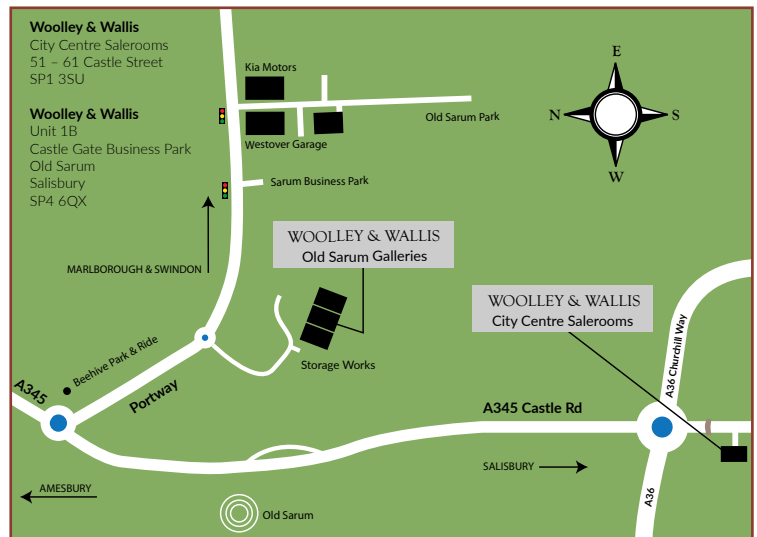 Woolley & Wallis
City Centre Salerooms
51 – 61 Castle Street
SP1 3SU
Woolley & Wallis
Unit 1B
Castle Gate Business Park
Old Sarum
Salisbury
SP4 6QX
Kia Motors
Old Sarum Park
Westover Garage
Sarum Business Park
E
N
S
W
MARLBOROUGH & SWINDON
WOOLLEY & WALLIS
Old Sarum Galleries
WOOLLEY & WALLIS
City Centre Salerooms
Storage Works
Beehive Park & Ride
A345
Portway
A36 Churchill Way
A345 Castle Rd
SALISBURY
AMESBURY
A36
Old Sarum